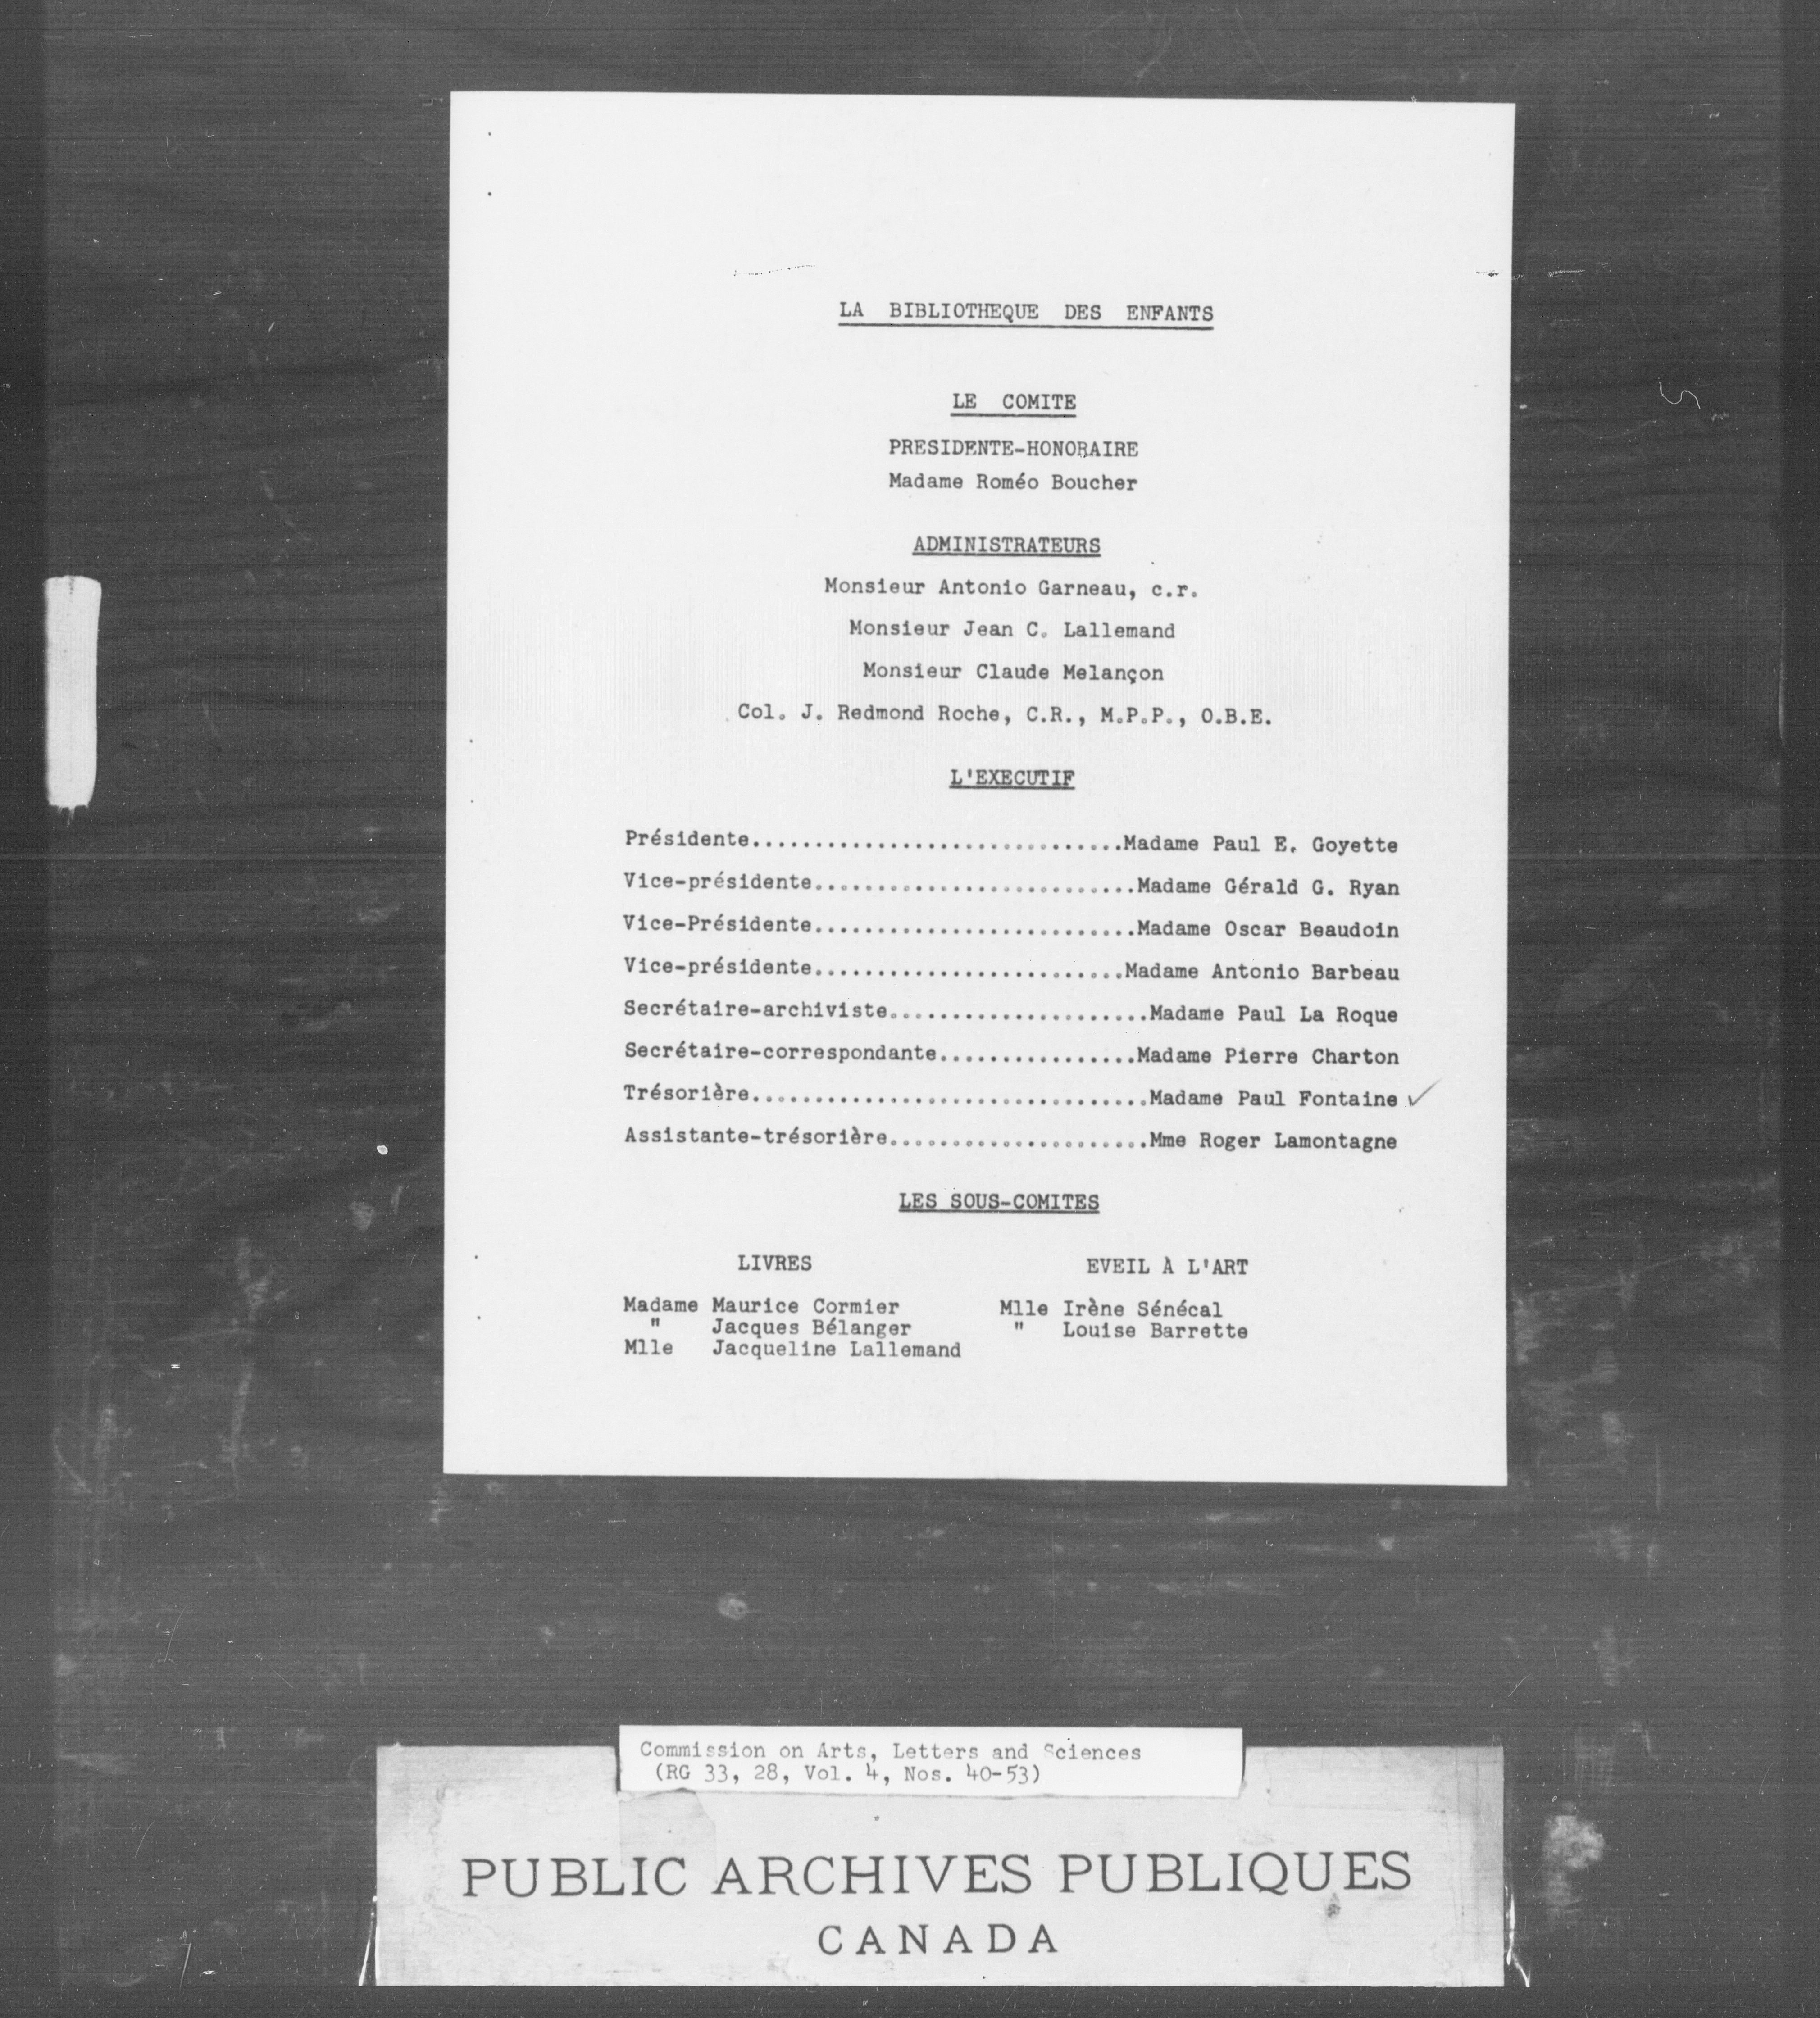 LA BIBLIOTHEQUE DES ENFANTS
LE COMITE
PRESIDENTE-HONORAIRE
Madame Roméo Boucher
ADMINISTRATEURS
Monsieur Antonio Garneau, c.r.
Monsieur Jean C. Lallemand
Monsieur Claude Melançon
Col. J. Redmond Roche, C.R., M.P.P., O.B.E.
L'EXECUTIF
Présidente..............................Madame Paul E. Goyette
Vice-présidente..........................Madame Gérald G. Ryan
Vice-Présidente..........................Madame Oscar Beaudoin
Vice-présidente.........................Madame Antonio Barbeau
Secrétaire-archiviste.....................Madame Paul La Roque
Secrétaire-correspondante................Madame Pierre Charton
Trésorière................................Madame Paul Fontaine ✓
Assistante-trésorière.....................Mme Roger Lamontagne
LES SOUS-COMITES
LIVRES
Madame Maurice Cormier
" Jacques Bélanger
Mlle Jacqueline Lallemand
EVEIL À L'ART
Mlle Irène Sénécal
" Louise Barrette
Commission on Arts, Letters and Sciences
(RG 33, 28, Vol. 4, Nos. 40-53)
PUBLIC ARCHIVES PUBLIQUES
CANADA